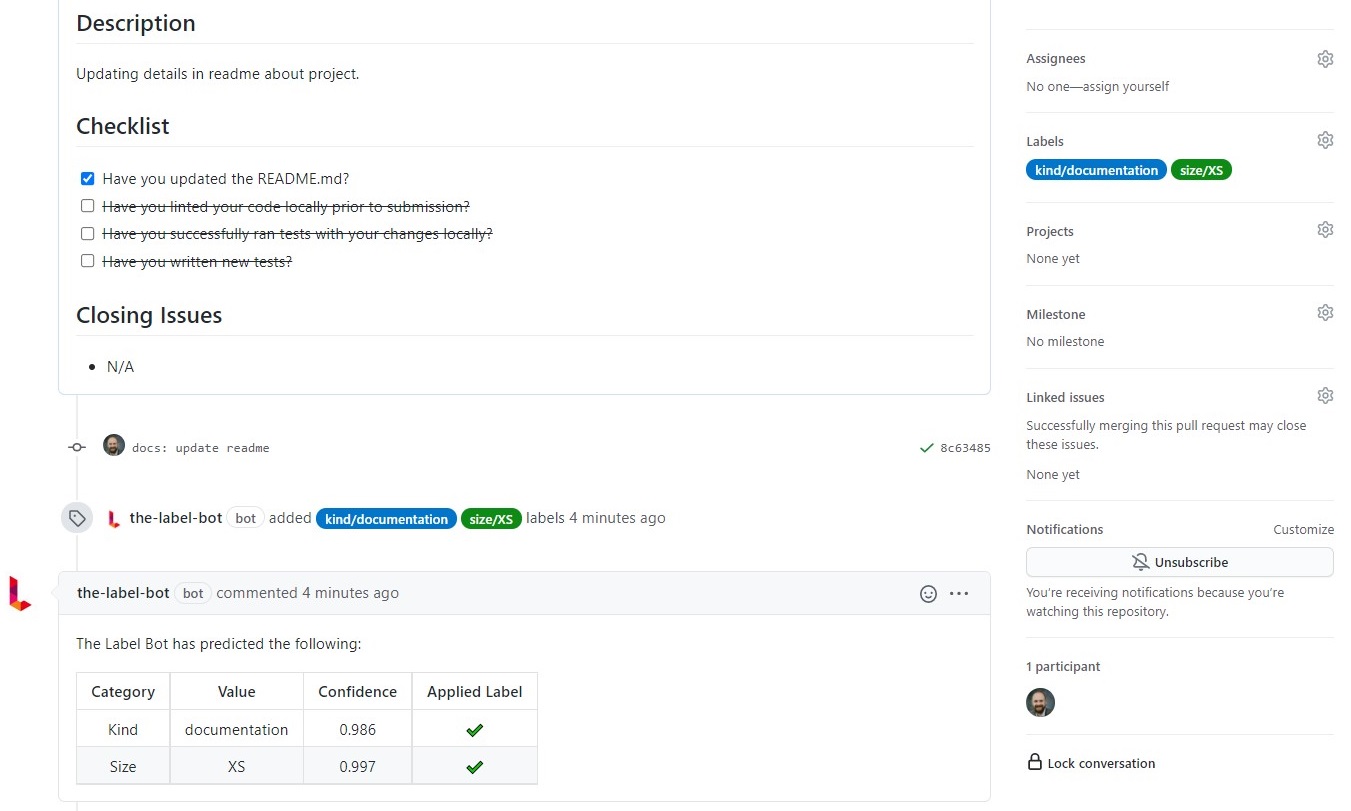 Description
Updating details in readme about project.
Checklist
Have you updated the README.md?
Have you linted your code locally prior to submission?
Have you successfully ran tests with your changes locally?
Have you written new tests?
Closing Issues
N/A
docs: update readme 8c63485
the-label-bot bot added kind/documentation size/XS labels 4 minutes ago
the-label-bot bot commented 4 minutes ago
The Label Bot has predicted the following:
Category Value Confidence Applied Label
Kind documentation 0.986
Size XS 0.997
Assignees
No one—assign yourself
Labels
kind/documentation size/XS
Projects
None yet
Milestone
No milestone
Linked issues
Successfully merging this pull request may close
these issues.
None yet
Notifications Customize
Unsubscribe
You're receiving notifications because you're
watching this repository.
1 participant
Lock conversation